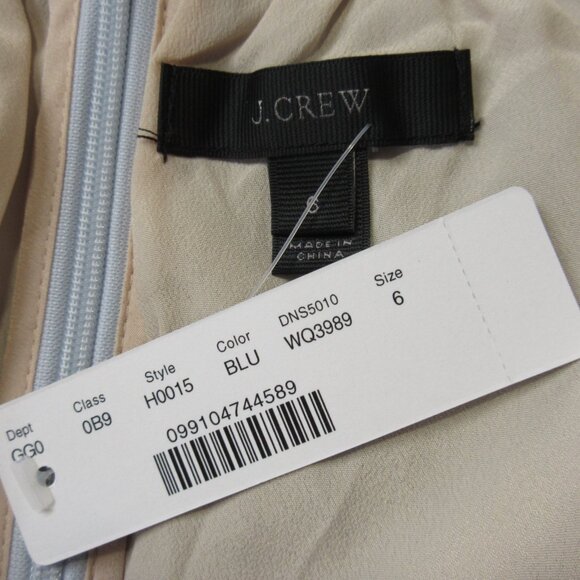 J.CREW
6
MADE IN
CHINA
Dept Class Style Color DNS5010 Size
GG0 0B9 H0015 BLU WQ3989 6
099104744589